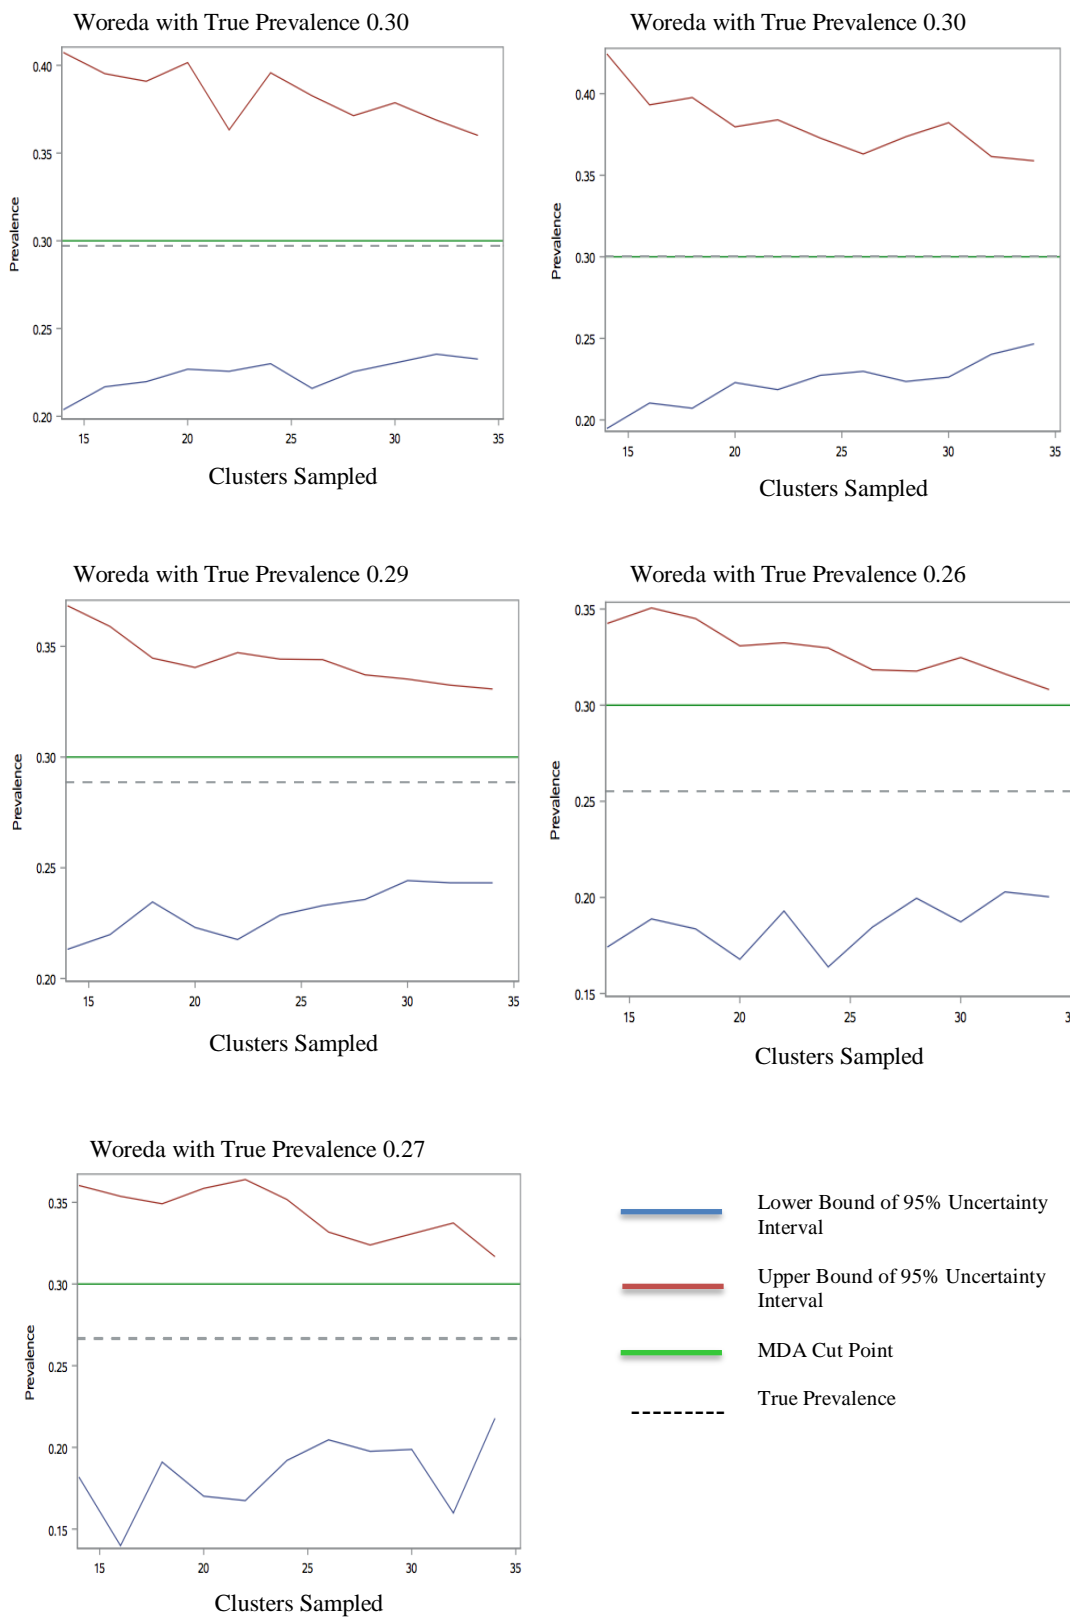 Woreda with True Prevalence 0.30
0.40
0.35
0.30
0.25
0.20
Prevalence
15 20 25 30 35
Clusters Sampled
Woreda with True Prevalence 0.30
0.40
0.35
0.30
0.25
0.20
Prevalence
15 20 25 30 35
Clusters Sampled
Woreda with True Prevalence 0.29
0.35
0.30
0.25
0.20
Prevalence
15 20 25 30 35
Clusters Sampled
Woreda with True Prevalence 0.26
0.35
0.30
0.25
0.20
0.15
Prevalence
15 20 25 30
Clusters Sampled
Woreda with True Prevalence 0.27
0.35
0.30
0.25
0.20
0.15
Prevalence
15 20 25 30 35
Clusters Sampled
Lower Bound of 95% Uncertainty
Interval
Upper Bound of 95% Uncertainty
Interval
MDA Cut Point
True Prevalence